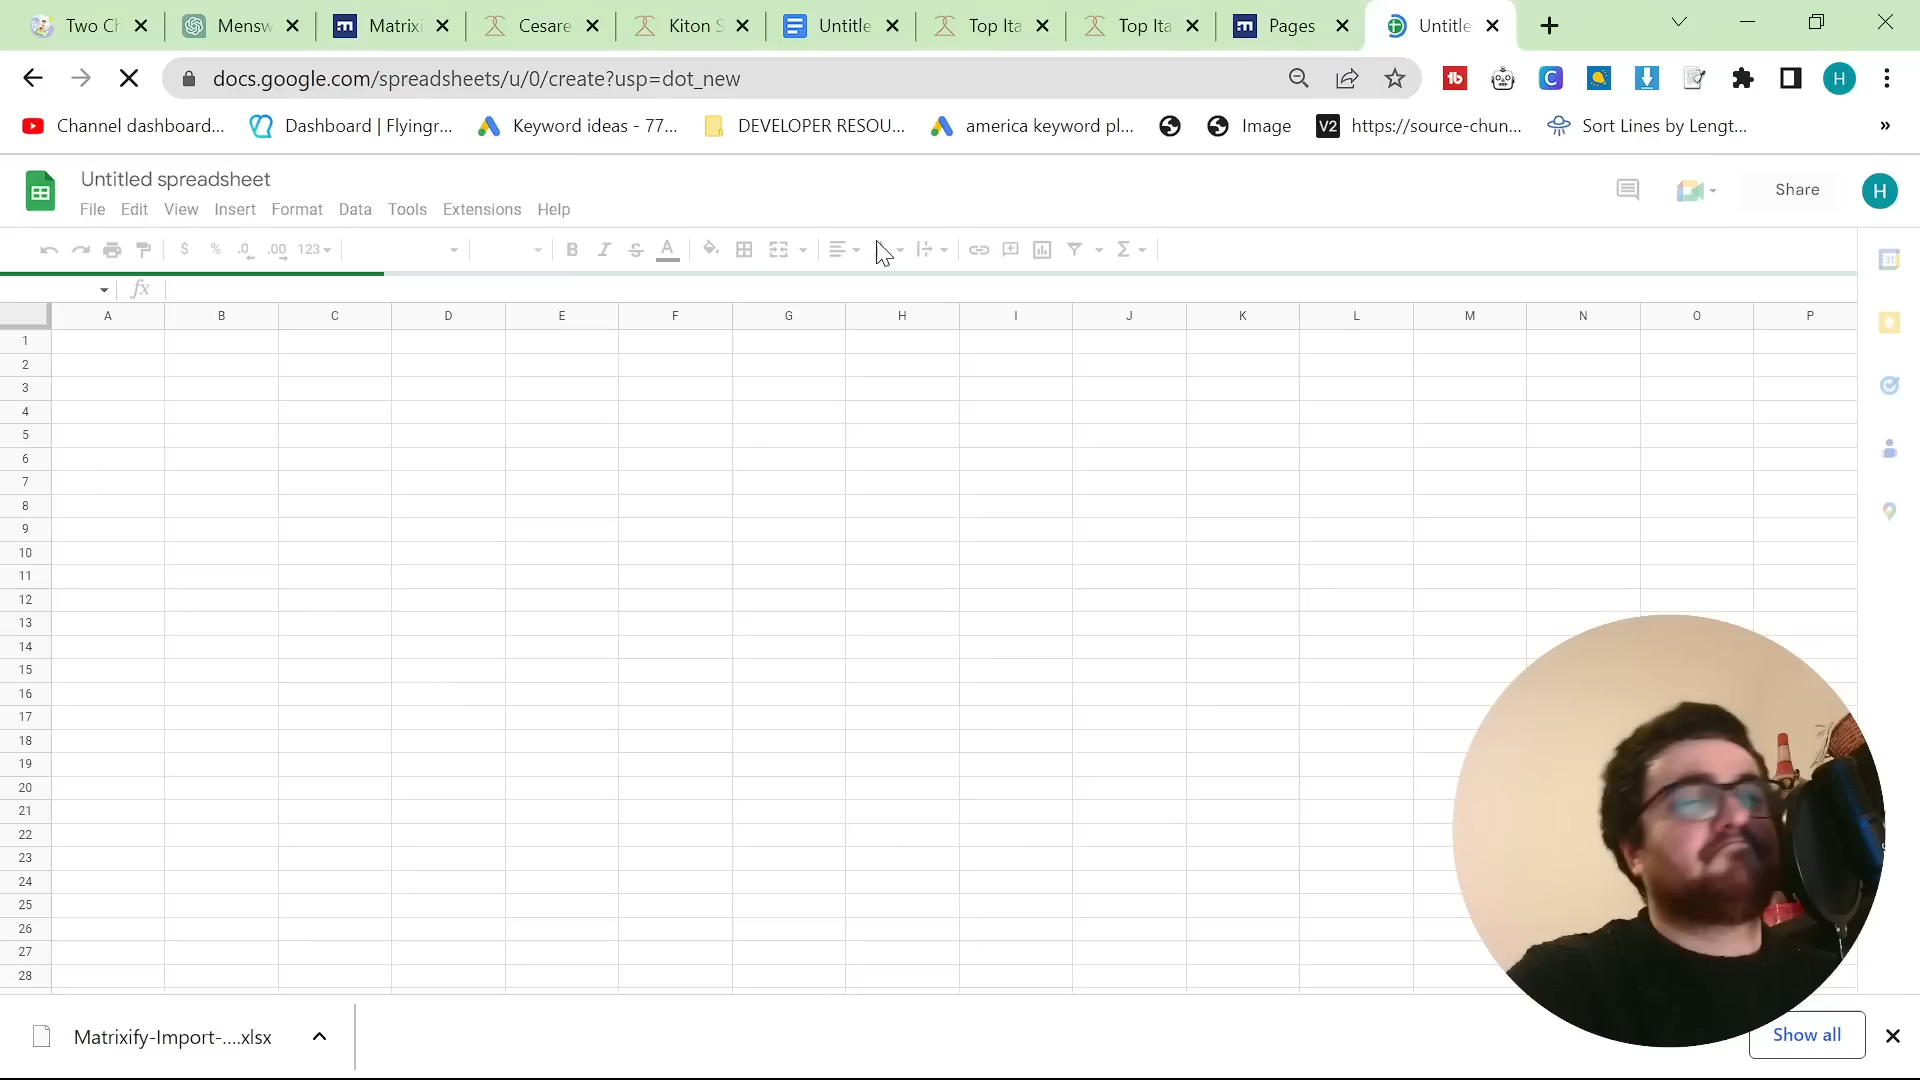 Two Ch
Mensw
Matrixi
Cesare
Kiton S
Untitle
Top Ita
Top Ita
Pages
Untitle
docs.google.com/spreadsheets/u/0/create?usp=dot_new
Channel dashboard...
Dashboard | Flyingr...
Keyword ideas - 77...
DEVELOPER RESOU...
america keyword pl...
Image
V2 https://source-chun...
Sort Lines by Lengt...
»
Untitled spreadsheet
File Edit View Insert Format Data Tools Extensions Help
Share
H
$ % .0 .00 123
B I S A Σ
fx
A B C D E F G H I J K L M N O P
1
2
3
4
5
6
7
8
9
10
11
12
13
14
15
16
17
18
19
20
21
22
23
24
25
26
27
28
Matrixify-Import-....xlsx
Show all